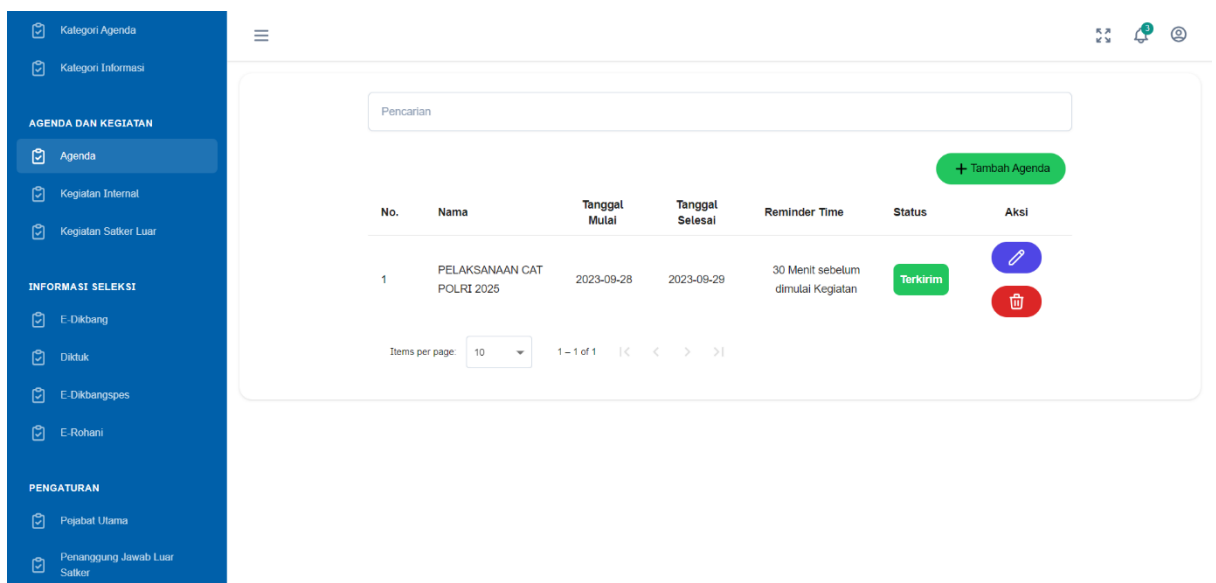 Kategori Agenda
Kategori Informasi
AGENDA DAN KEGIATAN
Agenda
Kegiatan Internal
Kegiatan Satker Luar
INFORMASI SELEKSI
E-Dikbang
Diktuk
E-Dikbangspes
E-Rohani
PENGATURAN
Pejabat Utama
Penanggung Jawab Luar
Satker
3
Pencarian
+ Tambah Agenda
No. Nama Tanggal Mulai Tanggal Selesai Reminder Time Status Aksi
1 PELAKSANAAN CAT POLRI 2025 2023-09-28 2023-09-29 30 Menit sebelum dimulai Kegiatan Terkirim
Items per page: 10 1 – 1 of 1